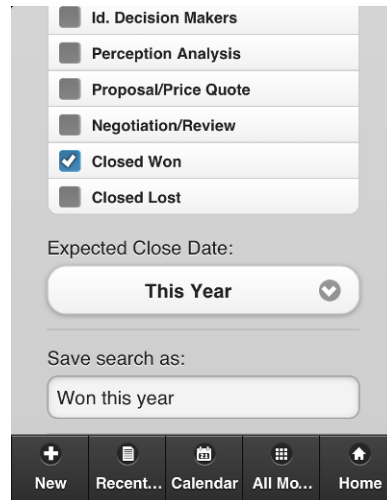 Id. Decision Makers
Perception Analysis
Proposal/Price Quote
Negotiation/Review
Closed Won
Closed Lost
Expected Close Date:
This Year
Save search as:
Won this year
New Recent... Calendar All Mo... Home